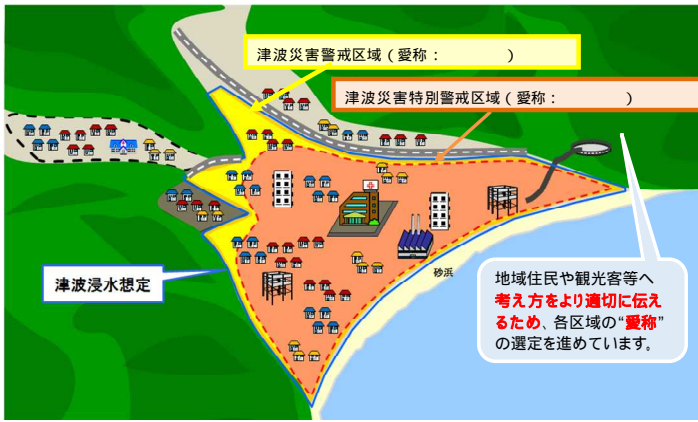 津波災害警戒区域（愛称：　　　　　　）
津波災害特別警戒区域（愛称：　　　　　　）
津波浸水想定
砂浜
地域住民や観光客等へ
考え方をより適切に伝え
るため、各区域の“愛称”
の選定を進めています。